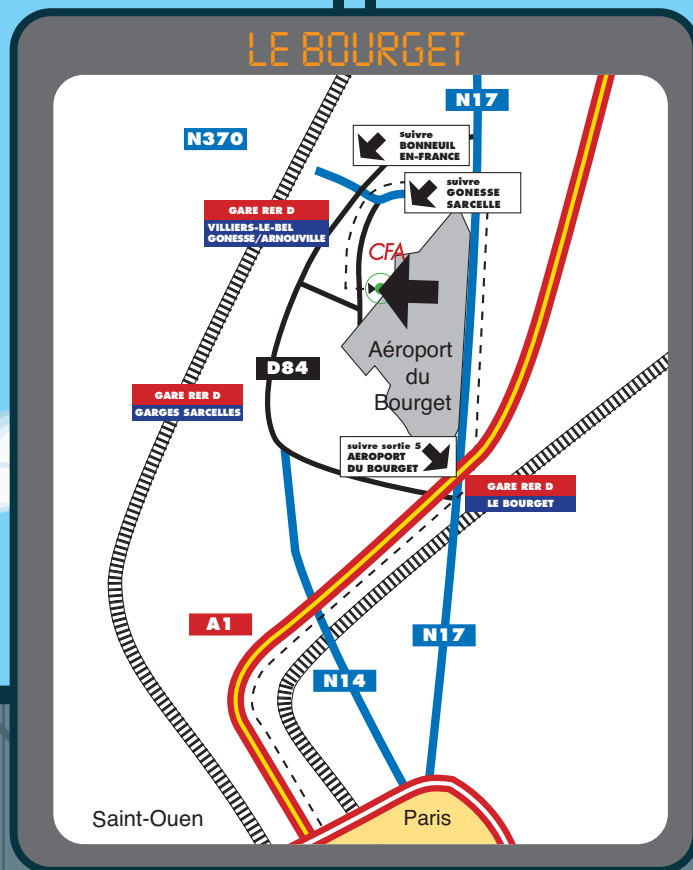 LE BOURGET
N17
N370
suivre
BONNEUIL
EN-FRANCE
suivre
GONESSE
SARCELLE
GARE RER D
VILLIERS-LE-BEL
GONESSE/ARNOUVILLE
CFA
Aéroport
du
Bourget
D84
GARE RER D
GARGES SARCELLES
suivre sortie 5
AEROPORT
DU BOURGET
GARE RER D
LE BOURGET
A1
N17
N14
Saint-Ouen
Paris